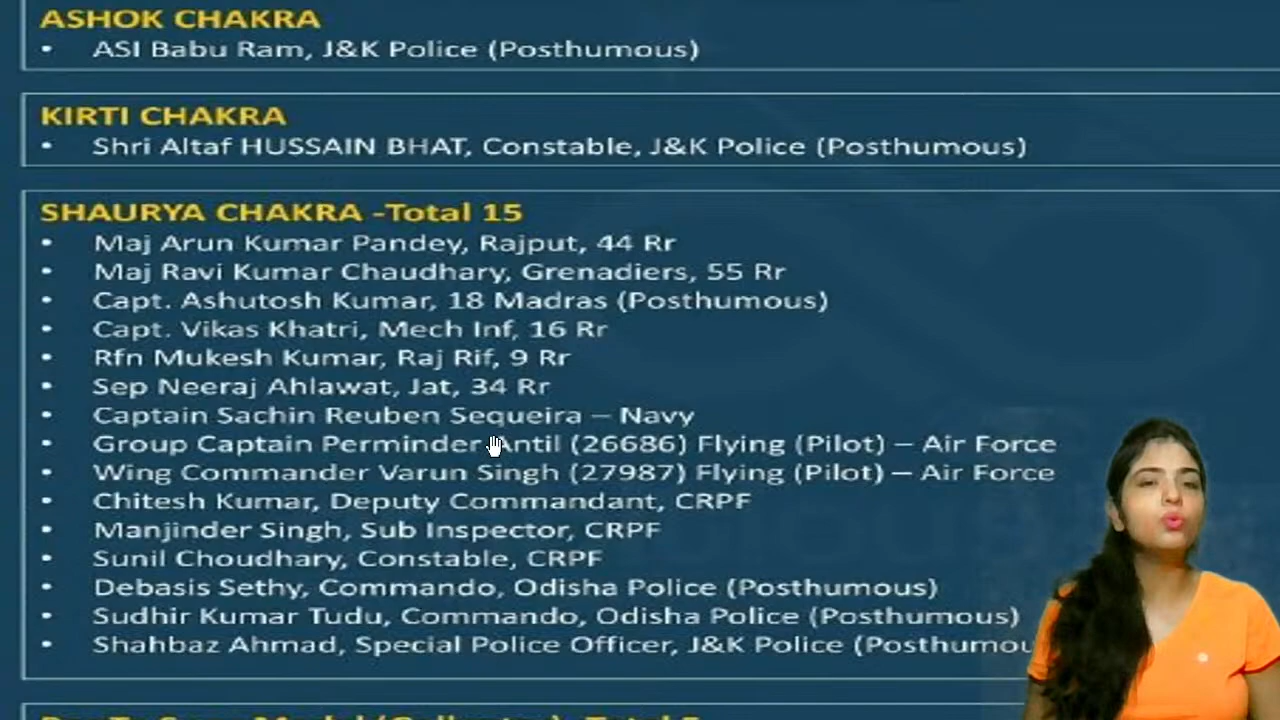 ASHOK CHAKRA
• ASI Babu Ram, J&K Police (Posthumous)
KIRTI CHAKRA
• Shri Altaf HUSSAIN BHAT, Constable, J&K Police (Posthumous)
SHAURYA CHAKRA -Total 15
• Maj Arun Kumar Pandey, Rajput, 44 Rr
• Maj Ravi Kumar Chaudhary, Grenadiers, 55 Rr
• Capt. Ashutosh Kumar, 18 Madras (Posthumous)
• Capt. Vikas Khatri, Mech Inf, 16 Rr
• Rfn Mukesh Kumar, Raj Rif, 9 Rr
• Sep Neeraj Ahlawat, Jat, 34 Rr
• Captain Sachin Reuben Sequeira – Navy
• Group Captain Perminder Antil (26686) Flying (Pilot) – Air Force
• Wing Commander Varun Singh (27987) Flying (Pilot) – Air Force
• Chitesh Kumar, Deputy Commandant, CRPF
• Manjinder Singh, Sub Inspector, CRPF
• Sunil Choudhary, Constable, CRPF
• Debasis Sethy, Commando, Odisha Police (Posthumous)
• Sudhir Kumar Tudu, Commando, Odisha Police (Posthumous)
• Shahbaz Ahmad, Special Police Officer, J&K Police (Posthumou